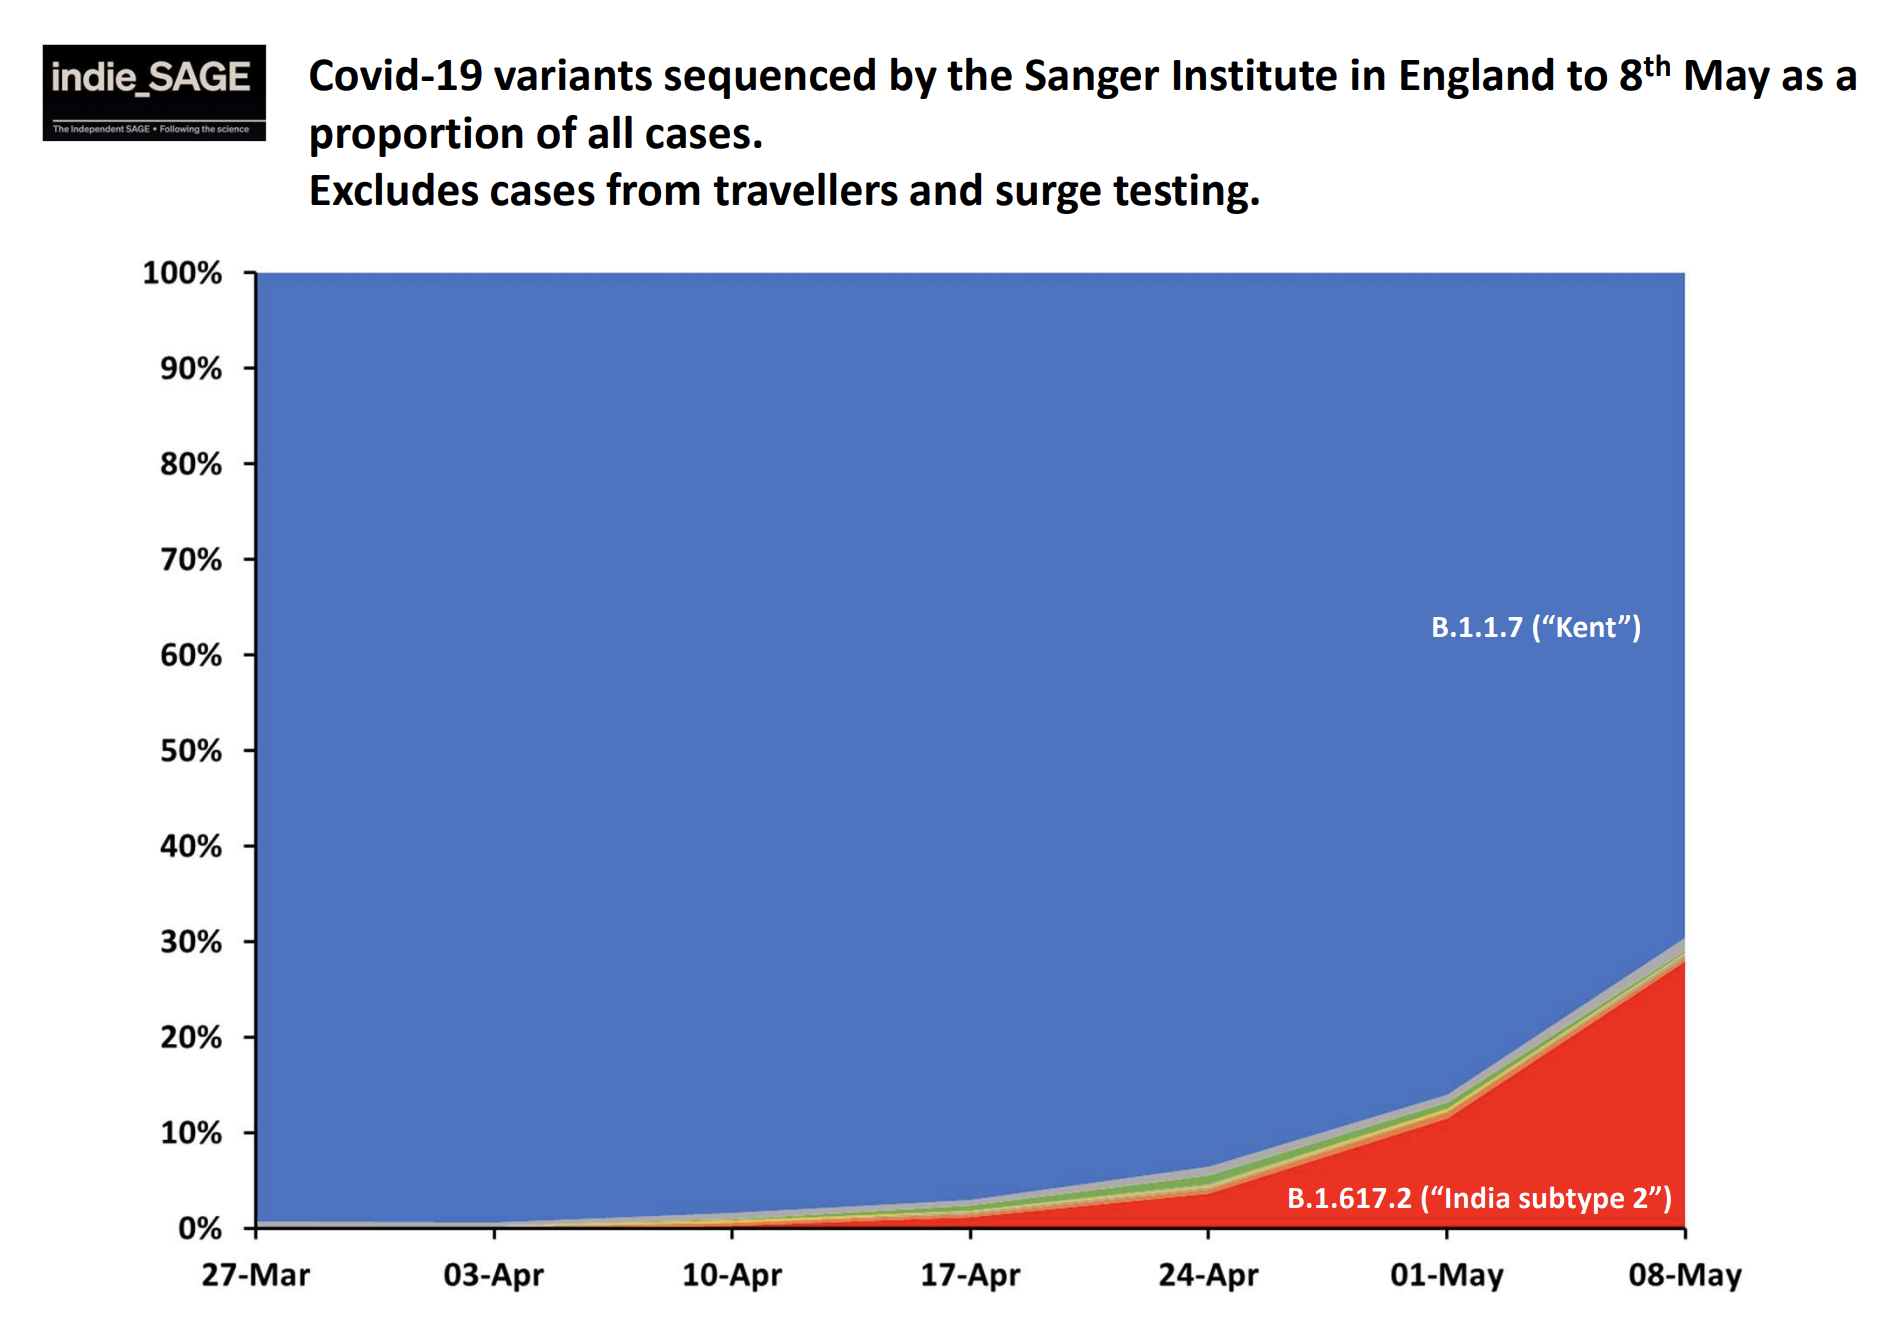 indie_SAGE
The Independent SAGE • Following the science
Covid-19 variants sequenced by the Sanger Institute in England to 8th May as a
proportion of all cases.
Excludes cases from travellers and surge testing.
100%
90%
80%
70%
60%
50%
40%
30%
20%
10%
0%
B.1.1.7 (“Kent”)
B.1.617.2 (“India subtype 2”)
27-Mar 03-Apr 10-Apr 17-Apr 24-Apr 01-May 08-May